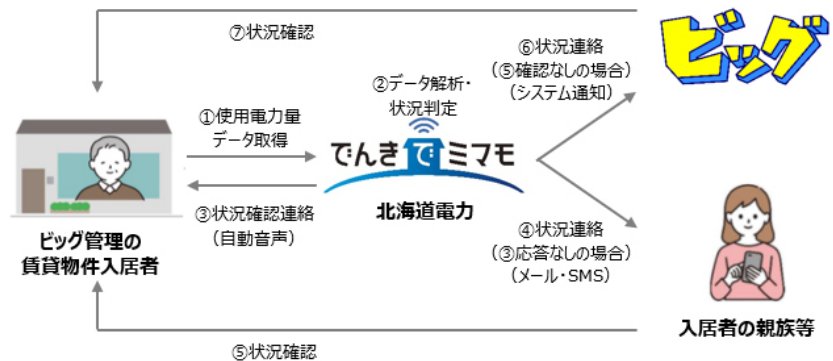 ⑦状況確認
⑥状況連絡
(⑤確認なしの場合)
(システム通知)
ビッグ
②データ解析・
状況判定
①使用電力量
データ取得
でんきでミマモ
③状況確認連絡
(自動音声)
北海道電力
④状況連絡
(③応答なしの場合)
(メール・SMS)
ビッグ管理の
賃貸物件入居者
入居者の親族等
⑤状況確認